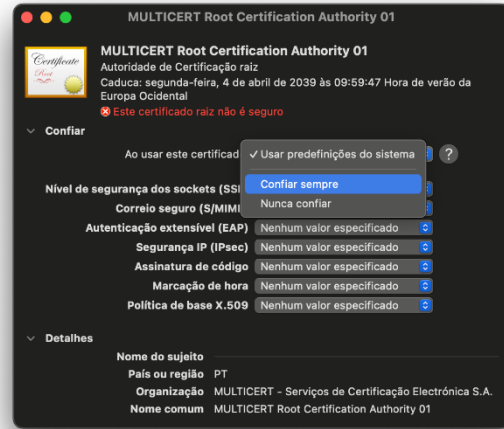 MULTICERT Root Certification Authority 01
Certificate
Root
MULTICERT Root Certification Authority 01
Autoridade de Certificação raiz
Caduca: segunda-feira, 4 de abril de 2039 às 09:59:47 Hora de verão da
Europa Ocidental
Este certificado raiz não é seguro
Confiar
Ao usar este certificad
✓ Usar predefinições do sistema
?
Confiar sempre
Nunca confiar
Nível de segurança dos sockets (SS
Correio seguro (S/MIM
Autenticação extensível (EAP) Nenhum valor especificado
Segurança IP (IPsec) Nenhum valor especificado
Assinatura de código Nenhum valor especificado
Marcação de hora Nenhum valor especificado
Política de base X.509 Nenhum valor especificado
Detalhes
Nome do sujeito
País ou região PT
Organização MULTICERT - Serviços de Certificação Electrónica S.A.
Nome comum MULTICERT Root Certification Authority 01